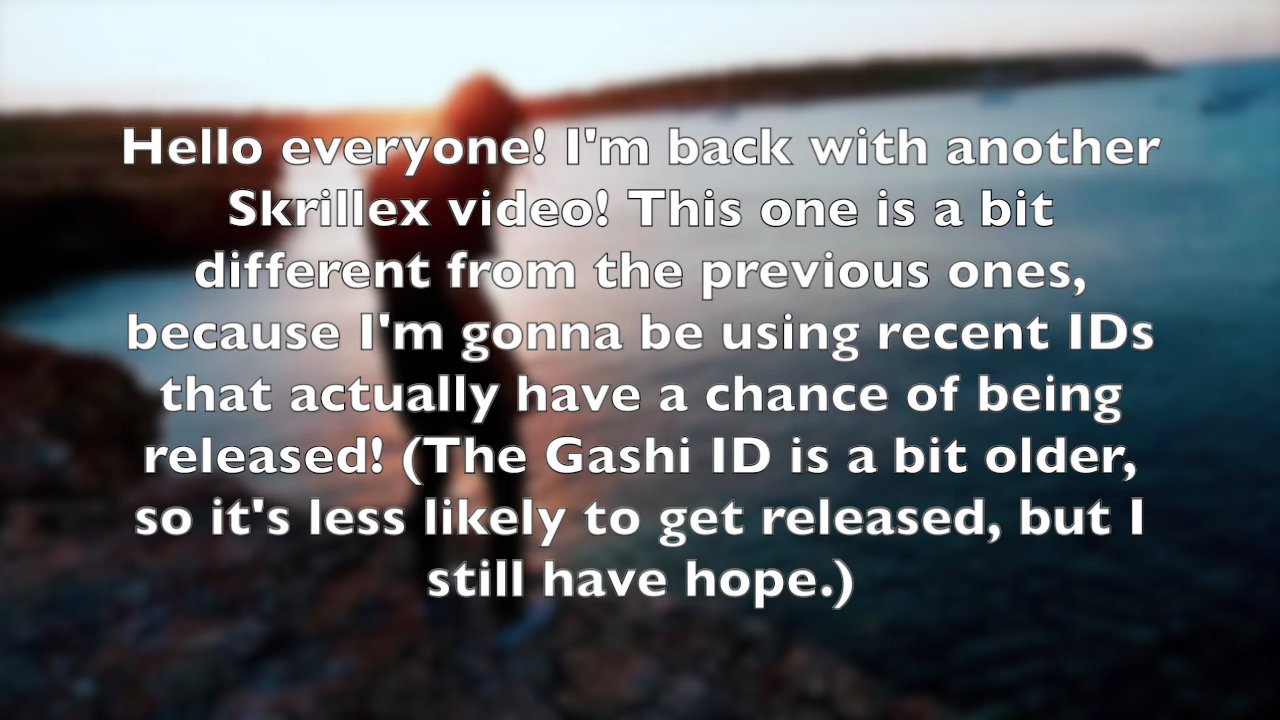 Hello everyone! I'm back with another
Skrillex video! This one is a bit
different from the previous ones,
because I'm gonna be using recent IDs
that actually have a chance of being
released! (The Gashi ID is a bit older,
so it's less likely to get released, but I
still have hope.)